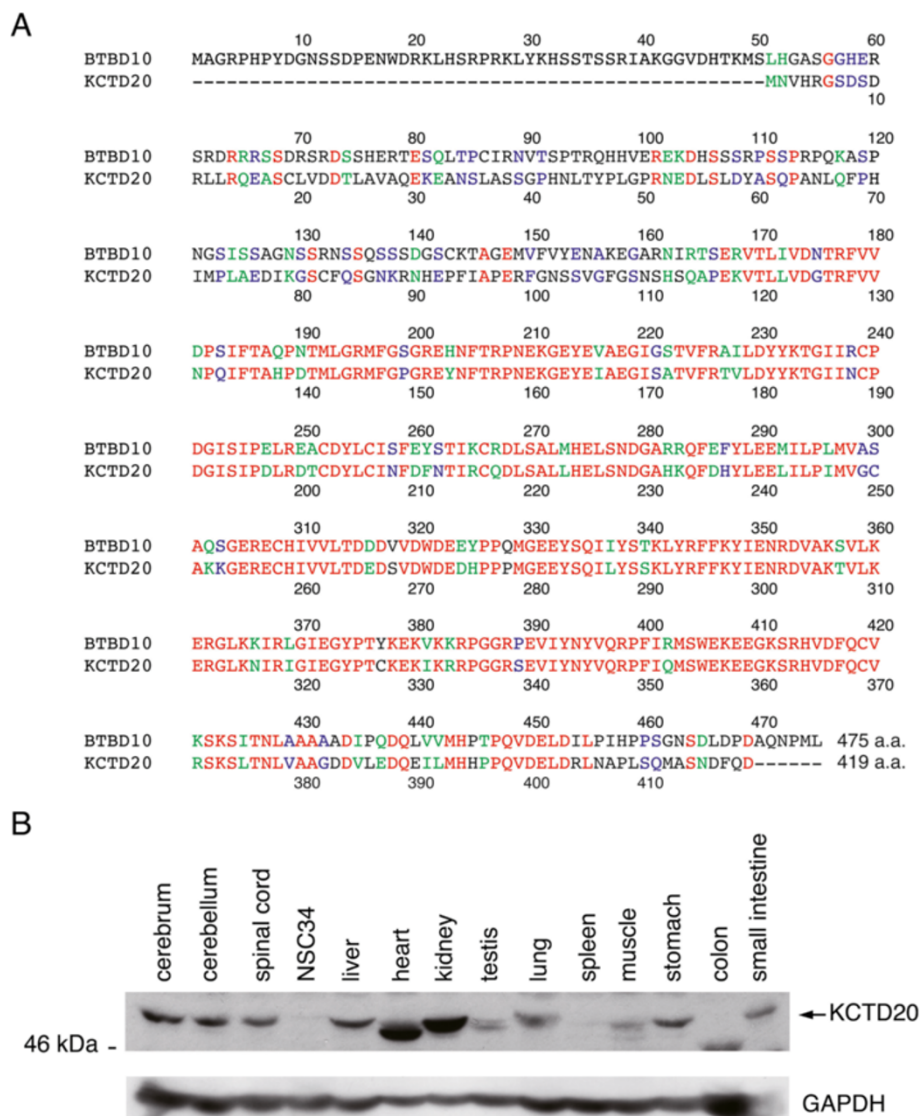 A
10 20 30 40 50 60
BTBD10 MAGRPHPYDGNSSDPENWDRKLHSRPRKLYKHSSTSSRIAKGGVDHTKMSLHGASGGHER
KCTD20 --------------------------------------------------MNVHRGSDSD
10
70 80 90 100 110 120
BTBD10 SRDRRRSSDRSRDSSHERTESQLTPCIRNVTSPTRQHHVEREKDHSSSRPSSPRPQKASP
KCTD20 RLLRQEASCLVDDTLAVAQEKEANSLASSGPHNLTYPLGPRNEDLSLDYASQPANLQFPH
20 30 40 50 60 70
130 140 150 160 170 180
BTBD10 NGSISSAGNSSRNSSQSSSDGSCKTAGEMVFVYENAKEGARNIRTSERVTLIVDNTRFVV
KCTD20 IMPLAEDIKGSCFQSGNKRNHEPFIAPERFGNSSVGFGSNSHSQAPEKVTLLVDGTRFVV
80 90 100 110 120 130
190 200 210 220 230 240
BTBD10 DPSIFTAQPNTMLGRMFGSGREHNFTRPNEKGEYEVAEGIGSTVFRAILDYYKTGIIRCP
KCTD20 NPQIFTAHPDTMLGRMFGPGREYNFTRPNEKGEYEIAEGISATVFRTVLDYYKTGIINCP
140 150 160 170 180 190
250 260 270 280 290 300
BTBD10 DGISIPELREACDYLCISFEYSTIKCRDLSALMHELSNDGARRQFEFYLEEMILPLMVAS
KCTD20 DGISIPDLRDTCDYLCINFDFNTIRCQDLSALLHELSNDGAHKQFDHYLEELILPIMVGC
200 210 220 230 240 250
310 320 330 340 350 360
BTBD10 AQSGERECHIVVLTDDDVVDWDEEYPPQMGEEYSQIIYSTKLYRFFKYIENRDVAKSVLK
KCTD20 AKKGERECHIVVLTDEDSVDWDEDHPPPMGEEYSQILYSSKLYRFFKYIENRDVAKTVLK
260 270 280 290 300 310
370 380 390 400 410 420
BTBD10 ERGLKKIRLGIEGYPTYKEKVKKRPGGRPEVIYNYVQRPFIRMSWEKEEGKSRHVDFQCV
KCTD20 ERGLKNIRIGIEGYPTCKEKIKRRPGGRSEVIYNYVQRPFIQMSWEKEEGKSRHVDFQCV
320 330 340 350 360 370
430 440 450 460 470
BTBD10 KSKSITNLAAAAADIPQDQLVVMHPTPQVDELDILPIHPPSGNSDLDPDAQNPML 475 a.a.
KCTD20 RSKSLTNLVAAGDDVLEDQEILMHHPPQVDELDRLNAPLSQMASNDFQD------ 419 a.a.
380 390 400 410
B
cerebrum
cerebellum
spinal cord
NSC34
liver
heart
kidney
testis
lung
spleen
muscle
stomach
colon
small intestine
KCTD20
46 kDa -
GAPDH